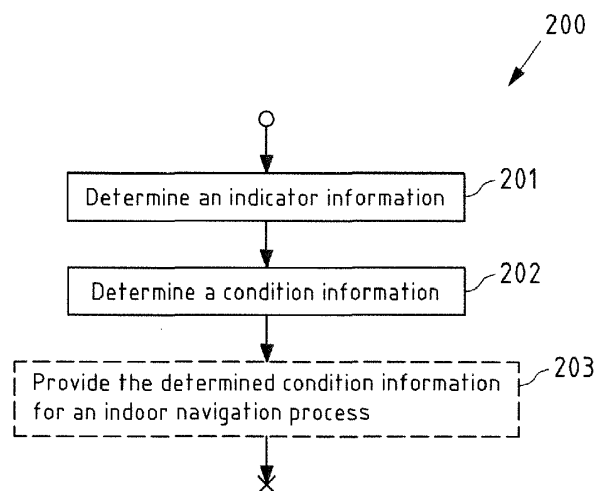 200
Determine an indicator information
201
Determine a condition information
202
Provide the determined condition information
for an indoor navigation process
203